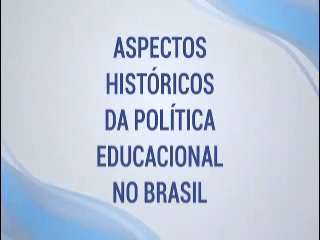 ASPECTOS
HISTÓRICOS
DA POLÍTICA
EDUCACIONAL
NO BRASIL